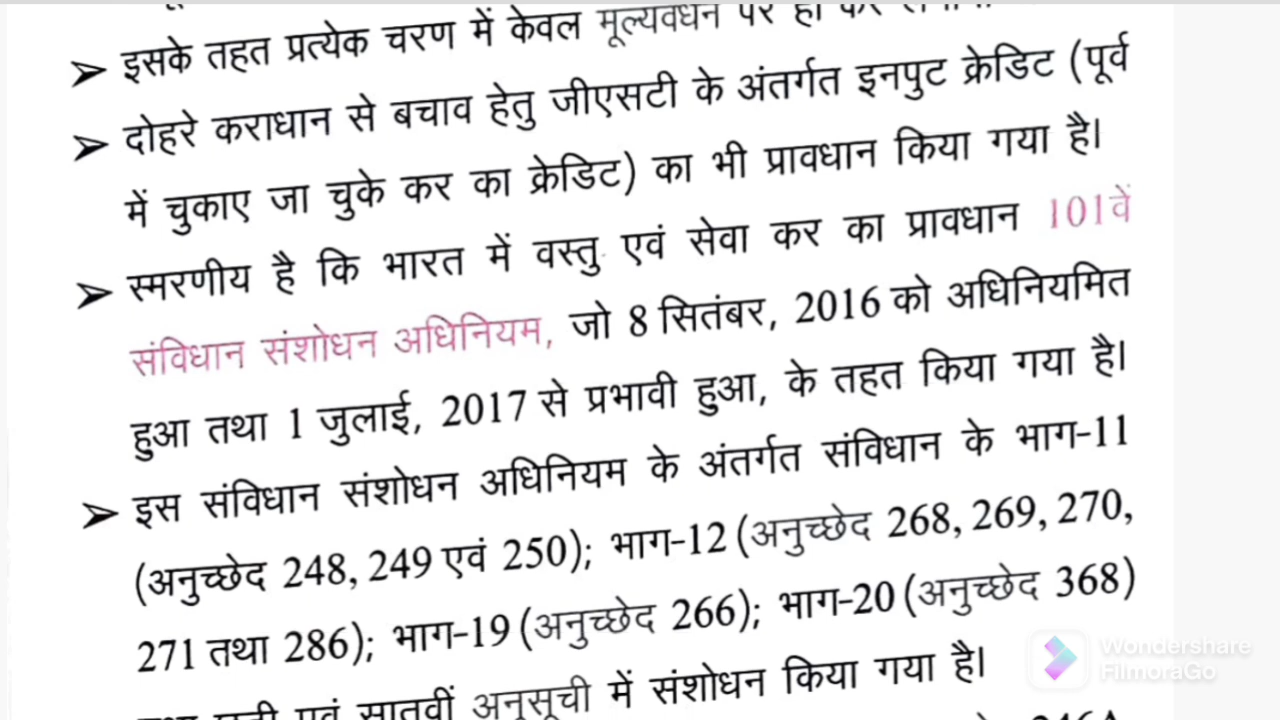 ➢ इसके तहत प्रत्येक चरण में केवल मूल्यवर्धन पर ही कर
➢ दोहरे कराधान से बचाव हेतु जीएसटी के अंतर्गत इनपुट क्रेडिट (पूर्व
में चुकाए जा चुके कर का क्रेडिट) का भी प्रावधान किया गया है।
➢ स्मरणीय है कि भारत में वस्तु एवं सेवा कर का प्रावधान 101वें
संविधान संशोधन अधिनियम, जो 8 सितंबर, 2016 को अधिनियमित
हुआ तथा 1 जुलाई, 2017 से प्रभावी हुआ, के तहत किया गया है।
➢ इस संविधान संशोधन अधिनियम के अंतर्गत संविधान के भाग-11
(अनुच्छेद 248, 249 एवं 250); भाग-12 (अनुच्छेद 268, 269, 270,
271 तथा 286); भाग-19 (अनुच्छेद 266); भाग-20 (अनुच्छेद 368)
एवं सातवीं अनुसूची में संशोधन किया गया है।
246A
Wondershare
FilmoraGo